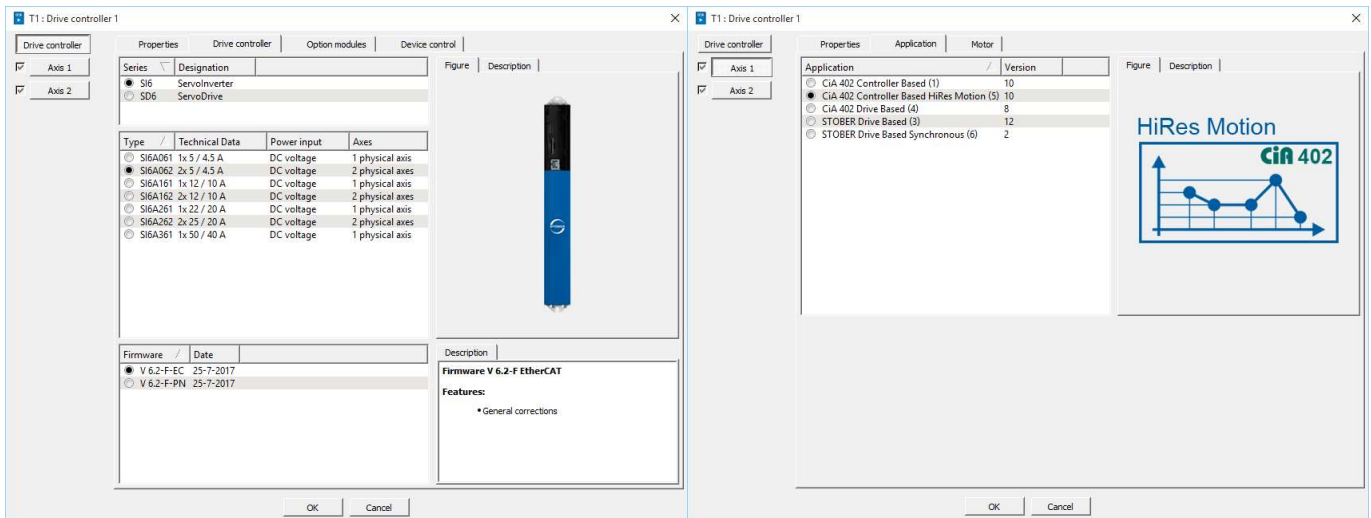 T1 : Drive controller 1
Drive controller
Axis 1
Axis 2
Properties Drive controller Option modules Device control
Series Designation
SI6 ServoInverter
SD6 ServoDrive
Type Technical Data Power input Axes
SI6A061 1x 5 / 4.5 A DC voltage 1 physical axis
SI6A062 2x 5 / 4.5 A DC voltage 2 physical axes
SI6A161 1x 12 / 10 A DC voltage 1 physical axis
SI6A162 2x 12 / 10 A DC voltage 2 physical axes
SI6A261 1x 22 / 20 A DC voltage 1 physical axis
SI6A262 2x 25 / 20 A DC voltage 2 physical axes
SI6A361 1x 50 / 40 A DC voltage 1 physical axis
Firmware Date
V 6.2-F-EC 25-7-2017
V 6.2-F-PN 25-7-2017
Figure Description
Description
Firmware V 6.2-F EtherCAT
Features:
• General corrections
OK Cancel
T1 : Drive controller 1
Drive controller
Axis 1
Axis 2
Properties Application Motor
Application Version
CiA 402 Controller Based (1) 10
CiA 402 Controller Based HiRes Motion (5) 10
CiA 402 Drive Based (4) 8
STOBER Drive Based (3) 12
STOBER Drive Based Synchronous (6) 2
Figure Description
HiRes Motion
CiA 402
OK Cancel